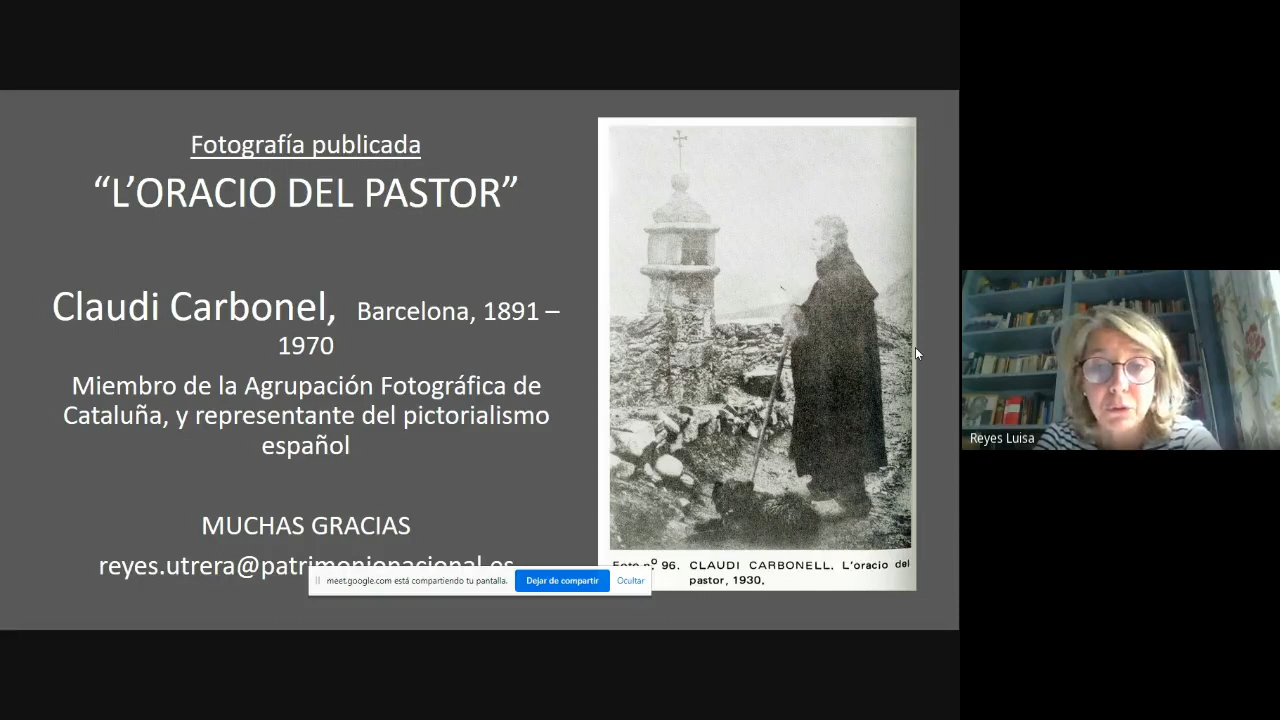 Fotografía publicada
“L’ORACIO DEL PASTOR”
Claudi Carbonel, Barcelona, 1891 –
1970
Miembro de la Agrupación Fotográfica de
Cataluña, y representante del pictorialismo
español
MUCHAS GRACIAS
reyes.utrera@patrimonionacional.es
meet.google.com está compartiendo tu pantalla.
Dejar de compartir
Ocultar
Foto nº 96. CLAUDI CARBONELL. L'oracio del
pastor, 1930.
Reyes Luisa